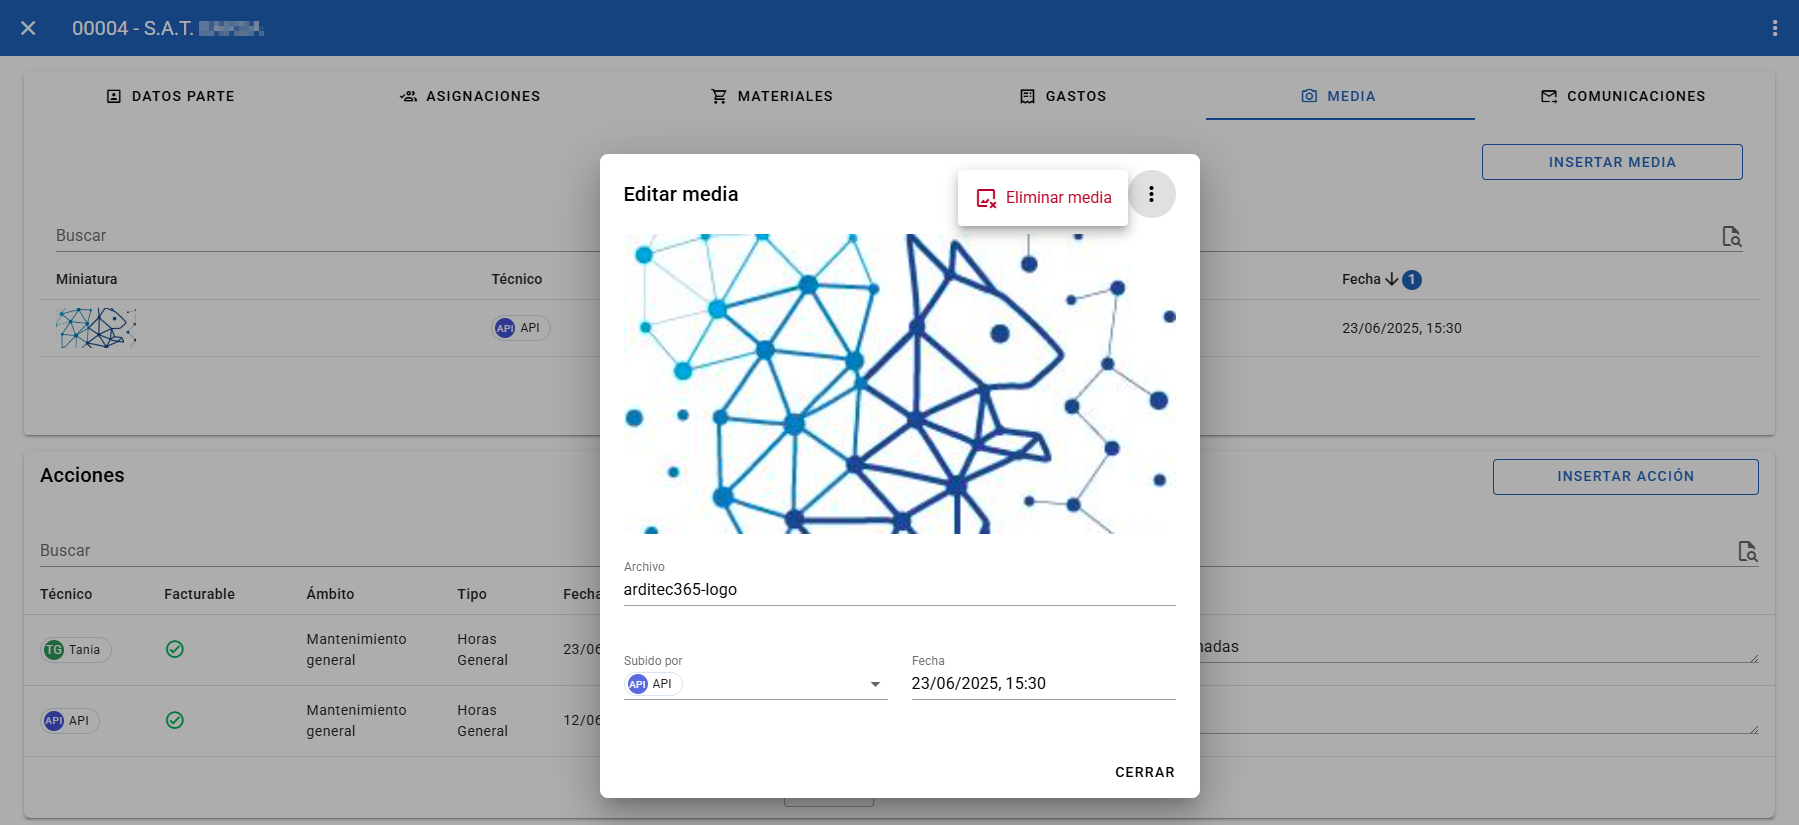 00004 - S.A.T.
DATOS PARTE
ASIGNACIONES
MATERIALES
GASTOS
MEDIA
COMUNICACIONES
INSERTAR MEDIA
Editar media
Eliminar media
Buscar
Miniatura
Técnico
Fecha
1
API API
23/06/2025, 15:30
Archivo
arditec365-logo
Subido por
API API
Fecha
23/06/2025, 15:30
CERRAR
Acciones
INSERTAR ACCIÓN
Buscar
Técnico
Facturable
Ámbito
Tipo
Fecha
TG Tania
Mantenimiento
general
Horas
General
23/06
API API
Mantenimiento
general
Horas
General
12/06